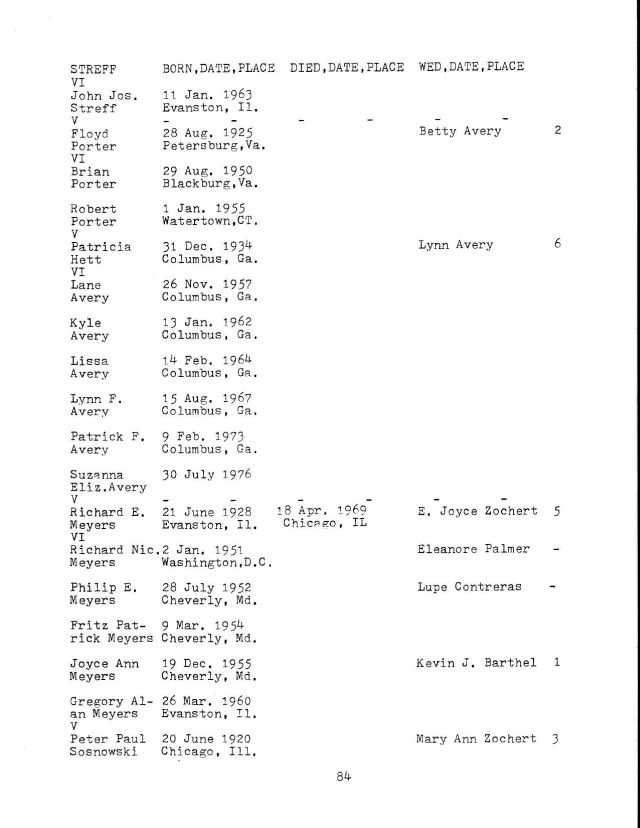 STREFF BORN,DATE,PLACE DIED,DATE,PLACE WED,DATE,PLACE
VI
John Jos. 11 Jan. 1963
Streff Evanston, Il.
V - - - - - -
Floyd 28 Aug. 1925 Betty Avery 2
Porter Petersburg,Va.
VI
Brian 29 Aug. 1950
Porter Blackburg,Va.
Robert 1 Jan. 1955
Porter Watertown,CT.
V
Patricia 31 Dec. 1934 Lynn Avery 6
Hett Columbus, Ga.
VI
Lane 26 Nov. 1957
Avery Columbus, Ga.
Kyle 13 Jan. 1962
Avery Columbus, Ga.
Lissa 14 Feb. 1964
Avery Columbus, Ga.
Lynn F. 15 Aug. 1967
Avery Columbus, Ga.
Patrick F. 9 Feb. 1973
Avery Columbus, Ga.
Suzanna 30 July 1976
Eliz.Avery
V - - - - - -
Richard E. 21 June 1928 18 Apr. 1969 E. Joyce Zochert 5
Meyers Evanston, Il. Chicago, IL
VI
Richard Nic.2 Jan. 1951 Eleanore Palmer -
Meyers Washington,D.C.
Philip E. 28 July 1952 Lupe Contreras -
Meyers Cheverly, Md.
Fritz Pat- 9 Mar. 1954
rick Meyers Cheverly, Md.
Joyce Ann 19 Dec. 1955 Kevin J. Barthel 1
Meyers Cheverly, Md.
Gregory Al- 26 Mar. 1960
an Meyers Evanston, Il.
V
Peter Paul 20 June 1920 Mary Ann Zochert 3
Sosnowski Chicago, Ill.
84